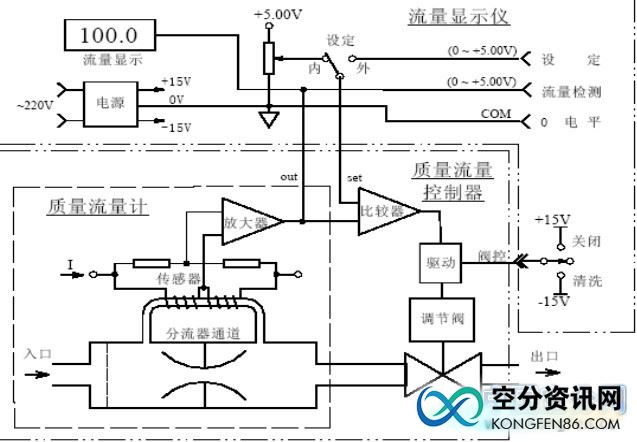 +5.00V
流量显示仪
100.0
流量显示
设定
内
外
(0 ~ +5.00V)
设 定
(0 ~ +5.00V)
流量检测
~220V
电源
+15V
0V
-15V
COM
0 电平
out
set
质量流量
控制器
质量流量计
放大器
比较器
+15V
关闭
阀控
清洗
-15V
驱动
I
传感器
分流器通道
调节阀
入口
出口
空分资讯网
KONGFEN86.COM